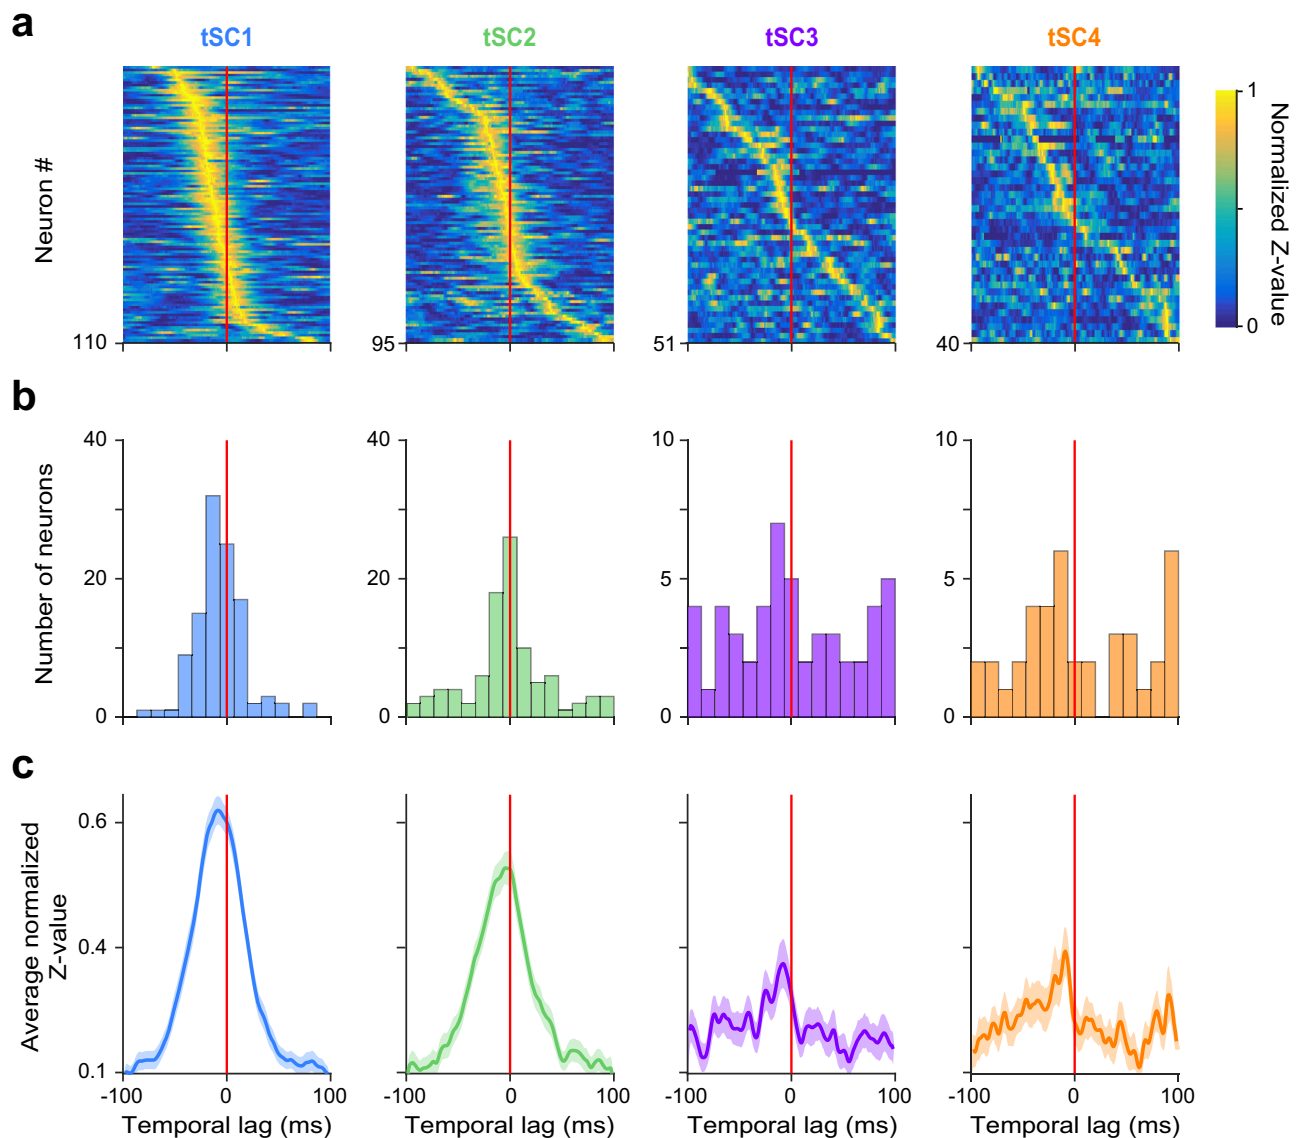 a
tSC1 tSC2 tSC3 tSC4
Neuron #
110 95 51 40
1
0
Normalized Z-value
b
Number of neurons
40 40 10 10
20 20 5 5
0 0 0 0
c
Average normalized
Z-value
0.6
0.4
0.1
-100 0 100 -100 0 100 -100 0 100 -100 0 100
Temporal lag (ms) Temporal lag (ms) Temporal lag (ms) Temporal lag (ms)